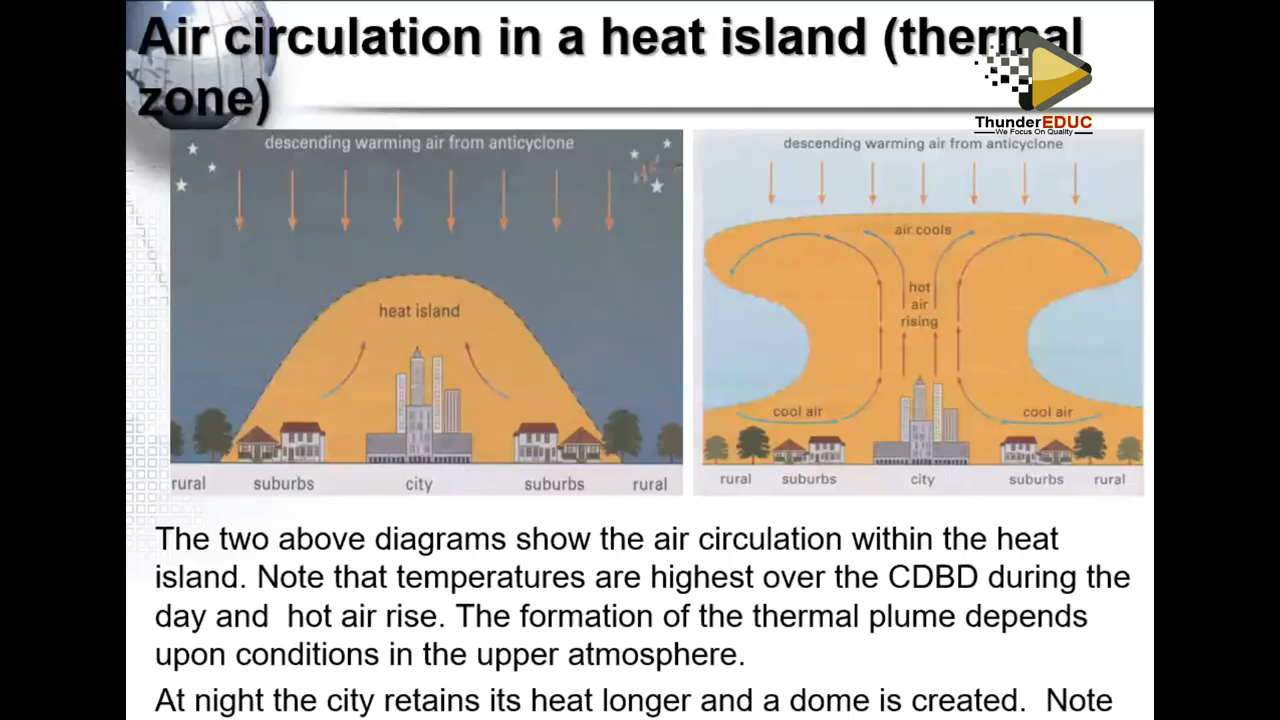 Air circulation in a heat island (thermal
zone)
ThunderEDUC
We Focus On Quality
descending warming air from anticyclone
heat island
rural
suburbs
city
suburbs
rural
descending warming air from anticyclone
air cools
hot
air
rising
cool air
cool air
rural
suburbs
city
suburbs
rural
The two above diagrams show the air circulation within the heat
island. Note that temperatures are highest over the CDBD during the
day and  hot air rise. The formation of the thermal plume depends
upon conditions in the upper atmosphere.
At night the city retains its heat longer and a dome is created.  Note